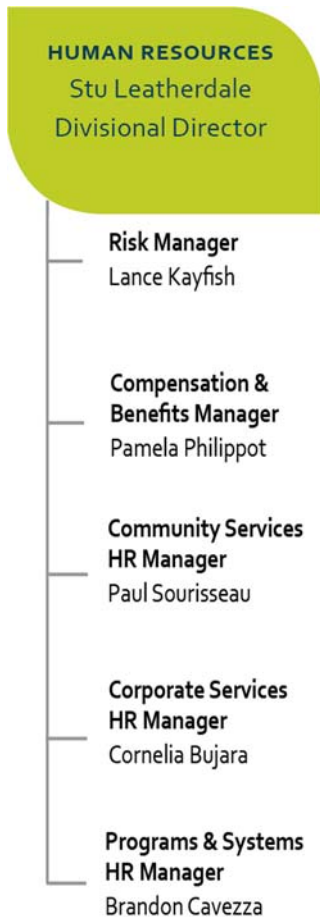 HUMAN RESOURCES
Stu Leatherdale
Divisional Director
Risk Manager
Lance Kayfish
Compensation &
Benefits Manager
Pamela Philippot
Community Services
HR Manager
Paul Sourisseau
Corporate Services
HR Manager
Cornelia Bujara
Programs & Systems
HR Manager
Brandon Cavezza